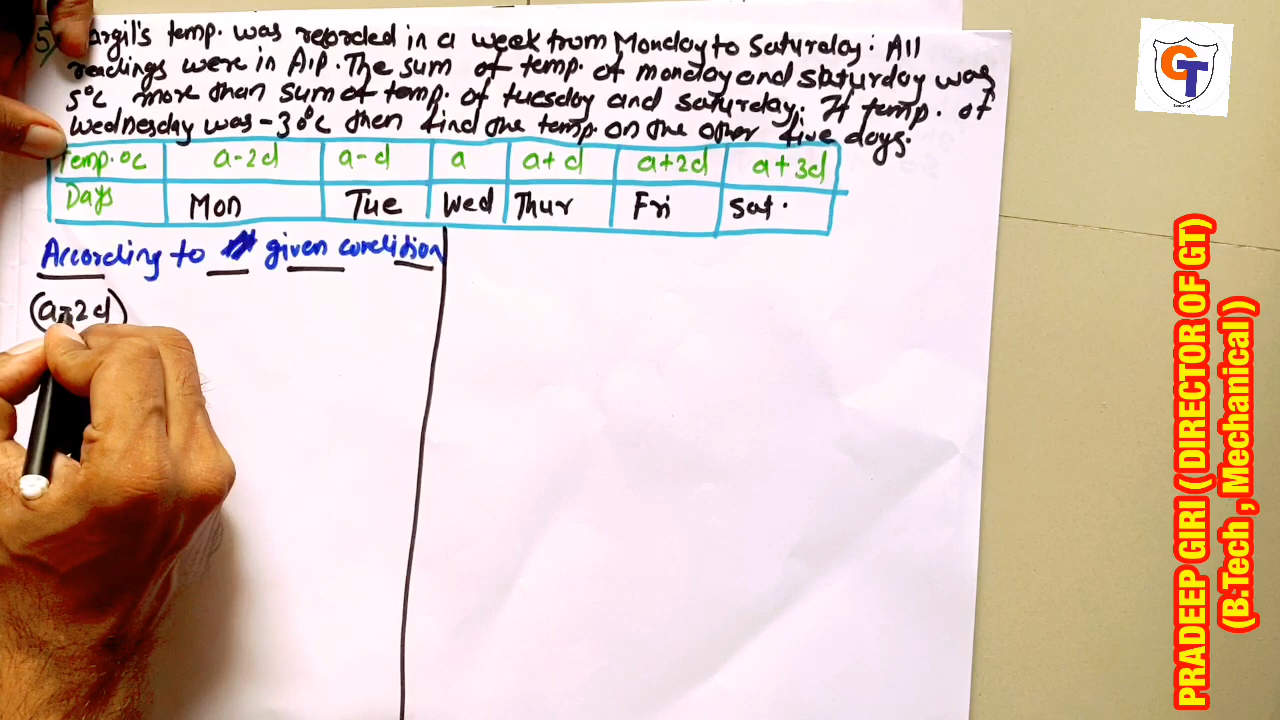 5) Kargil's temp. was recorded in a week from Monday to Saturday. All
readings were in A.P. The sum of temp. of monday and saturday was
5°C more than sum of temp. of tuesday and saturday. If temp. of
Wednesday was -30°C then find the temp. on the other five days.
Temp. °C a-2d a-d a a+d a+2d a+3d
Days Mon Tue Wed Thur Fri Sat.
According to given condition
(a-2d)
GT
PRADEEP GIRI ( DIRECTOR OF GT)
(B.Tech , Mechanical )